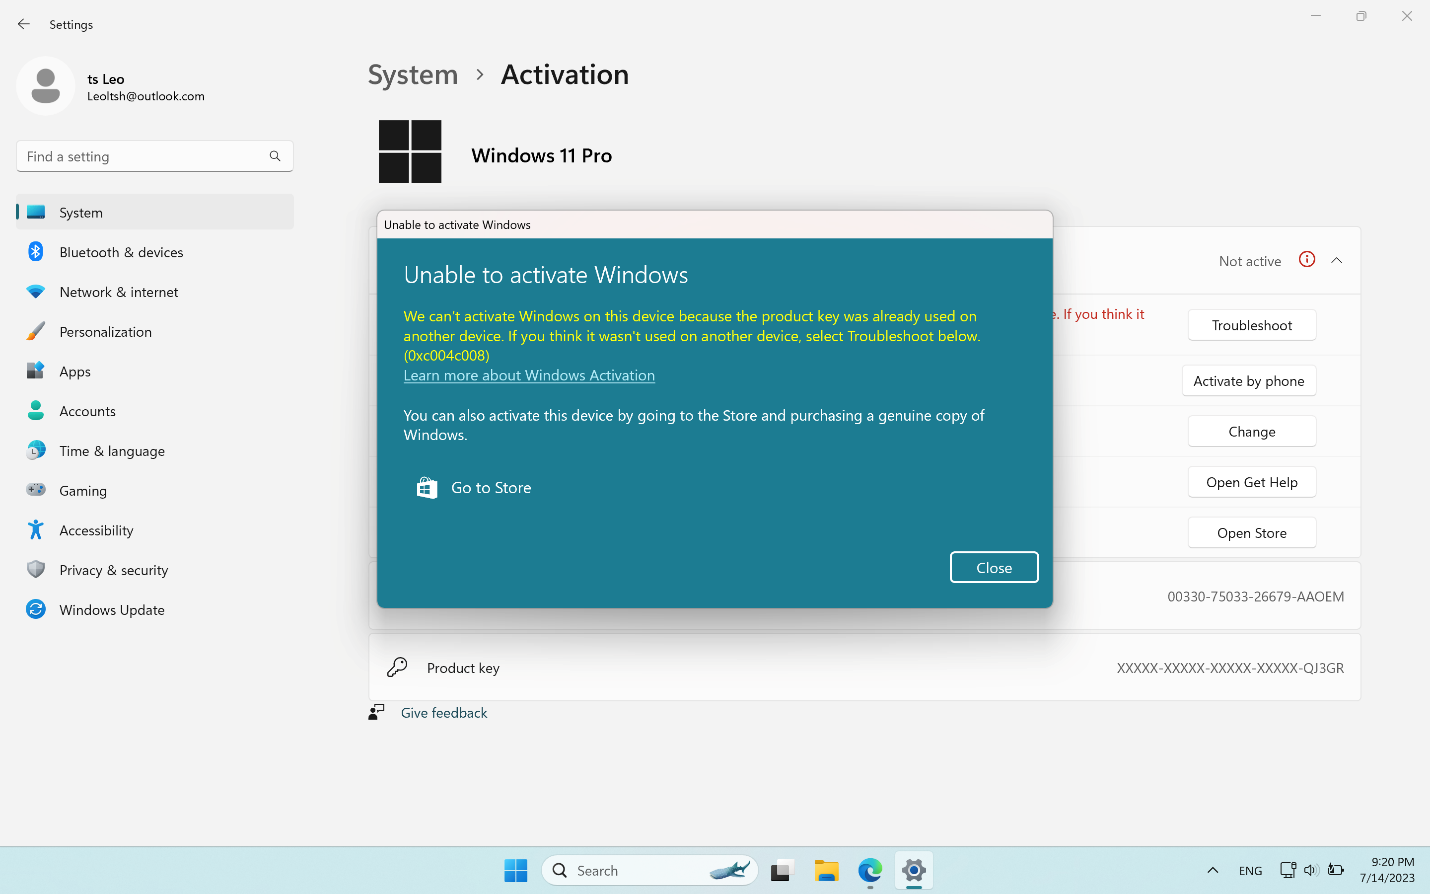 Settings
ts Leo
Leoltsh@outlook.com
Find a setting
System
Bluetooth & devices
Network & internet
Personalization
Apps
Accounts
Time & language
Gaming
Accessibility
Privacy & security
Windows Update
System > Activation
Windows 11 Pro
Unable to activate Windows
Unable to activate Windows
We can't activate Windows on this device because the product key was already used on
another device. If you think it wasn't used on another device, select Troubleshoot below.
(0xc004c008)
Learn more about Windows Activation
You can also activate this device by going to the Store and purchasing a genuine copy of
Windows.
Go to Store
Close
Not active
e. If you think it
Troubleshoot
Activate by phone
Change
Open Get Help
Open Store
00330-75033-26679-AAOEM
Product key
XXXXX-XXXXX-XXXXX-XXXXX-QJ3GR
Give feedback
Search
ENG
9:20 PM
7/14/2023